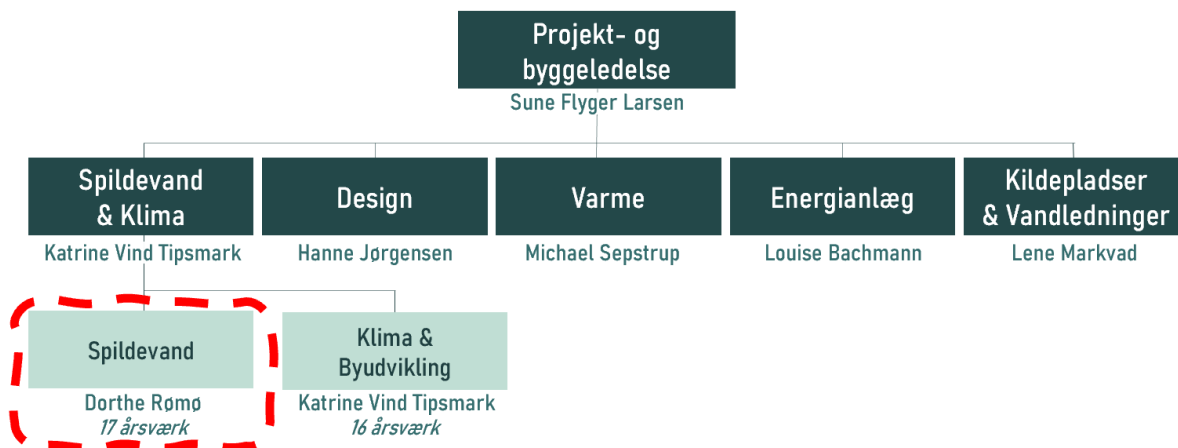 Projekt- og
byggeledelse
Sune Flyger Larsen
Spildevand
& Klima
Katrine Vind Tipsmark
Design
Hanne Jørgensen
Varme
Michael Sepstrup
Energianlæg
Louise Bachmann
Kildepladser
& Vandledninger
Lene Markvad
Spildevand
Dorthe Rømø
17 årsværk
Klima &
Byudvikling
Katrine Vind Tipsmark
16 årsværk